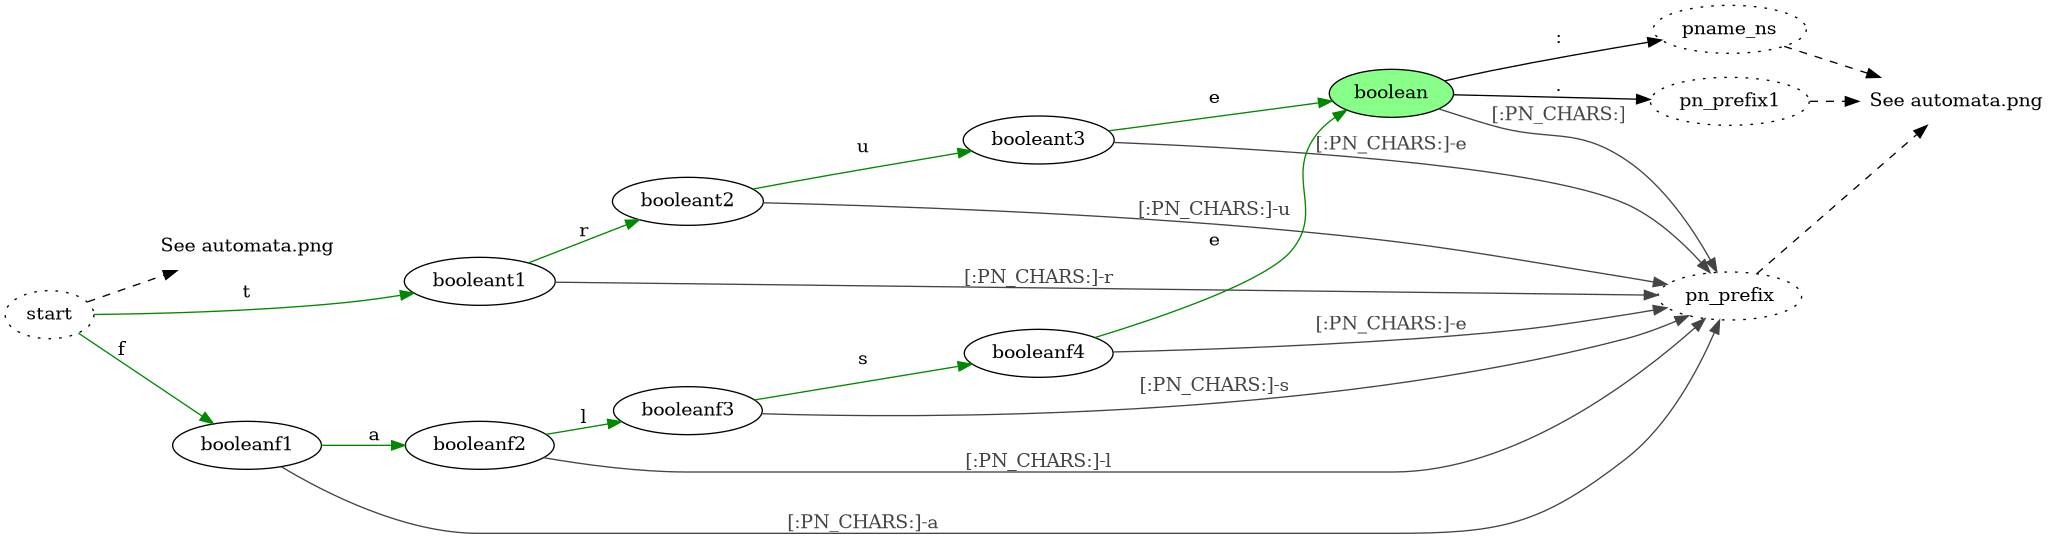 pname_ns
:
boolean
.
pn_prefix1
See automata.png
[:PN_CHARS:]
e
booleant3
[:PN_CHARS:]-e
u
booleant2
[:PN_CHARS:]-u
r
e
See automata.png
booleant1
[:PN_CHARS:]-r
t
start
pn_prefix
f
booleanf4
[:PN_CHARS:]-e
s
booleanf3
[:PN_CHARS:]-s
l
a
booleanf1
booleanf2
[:PN_CHARS:]-l
[:PN_CHARS:]-a